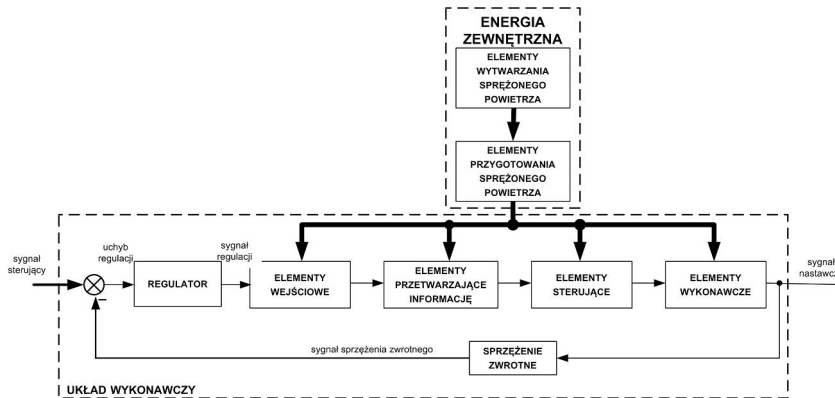 ENERGIA
ZEWNĘTRZNA
ELEMENTY
WYTWARZANIA
SPRĘŻONEGO
POWIETRZA
ELEMENTY
PRZYGOTOWANIA
SPRĘŻONEGO
POWIETRZA
sygnał
sterujący
uchyb
regulacji
REGULATOR
sygnał
regulacji
ELEMENTY
WEJŚCIOWE
ELEMENTY
PRZETWARZAJĄCE
INFORMACJĘ
ELEMENTY
STERUJĄCE
ELEMENTY
WYKONAWCZE
sygnał
nastawcz
sygnał sprzężenia zwrotnego
SPRZĘŻENIE
ZWROTNE
UKŁAD WYKONAWCZY